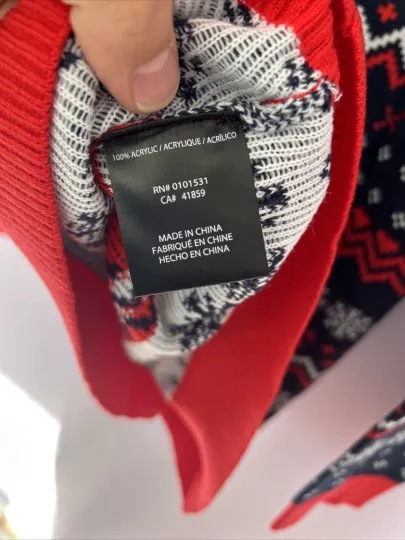 100% ACRYLIC / ACRYLIQUE / ACRÍLICO
RN# 0101531
CA# 41859
MADE IN CHINA
FABRIQUÉ EN CHINE
HECHO EN CHINA